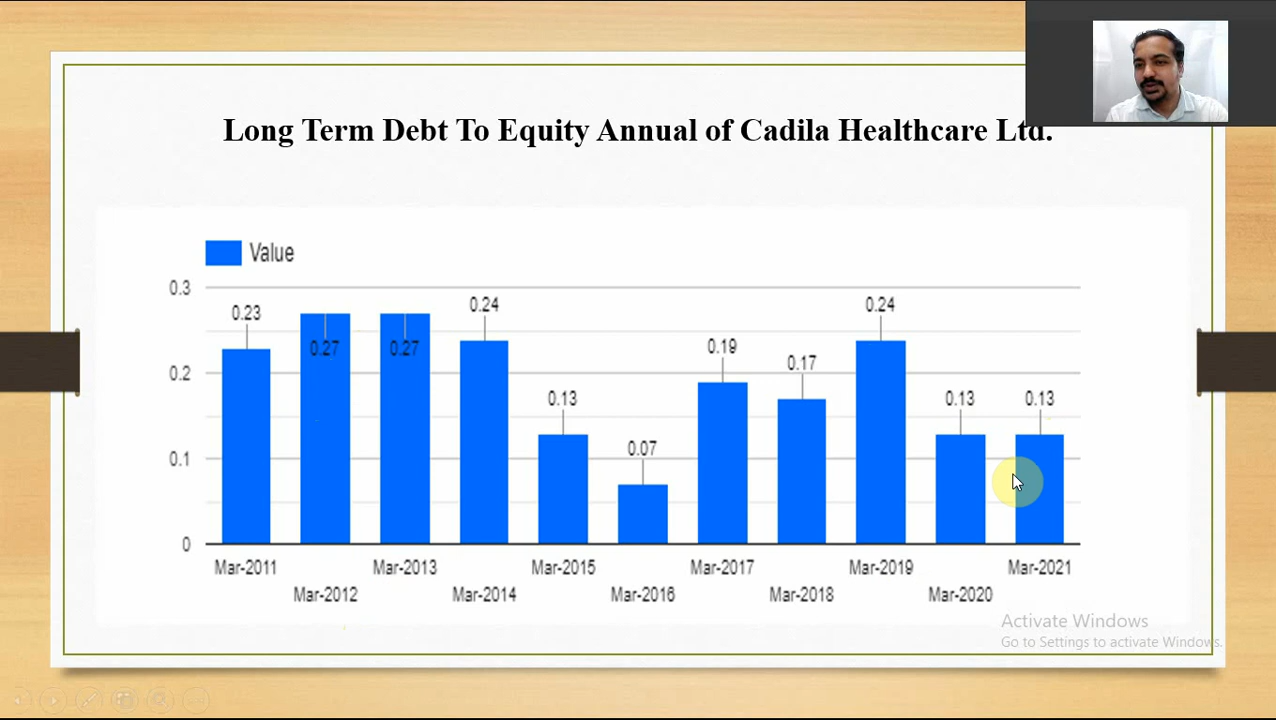 Long Term Debt To Equity Annual of Cadila Healthcare Ltd.
Value
0.3
0.2
0.1
0
0.23
0.27
0.27
0.24
0.13
0.07
0.19
0.17
0.24
0.13
0.13
Mar-2011
Mar-2012
Mar-2013
Mar-2014
Mar-2015
Mar-2016
Mar-2017
Mar-2018
Mar-2019
Mar-2020
Mar-2021
Activate Windows
Go to Settings to activate Windows.